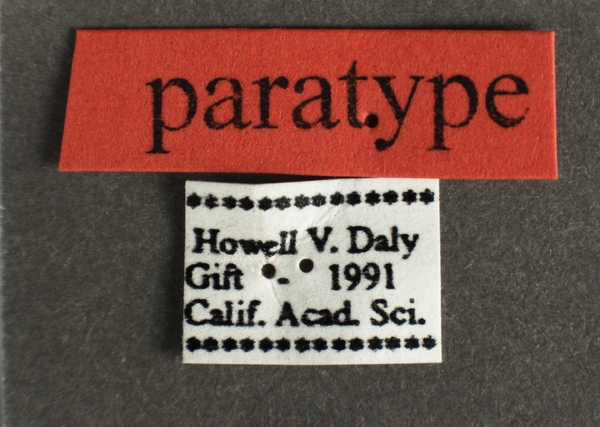 paratype
Howell V. Daly
Gift - 1991
Calif. Acad. Sci.